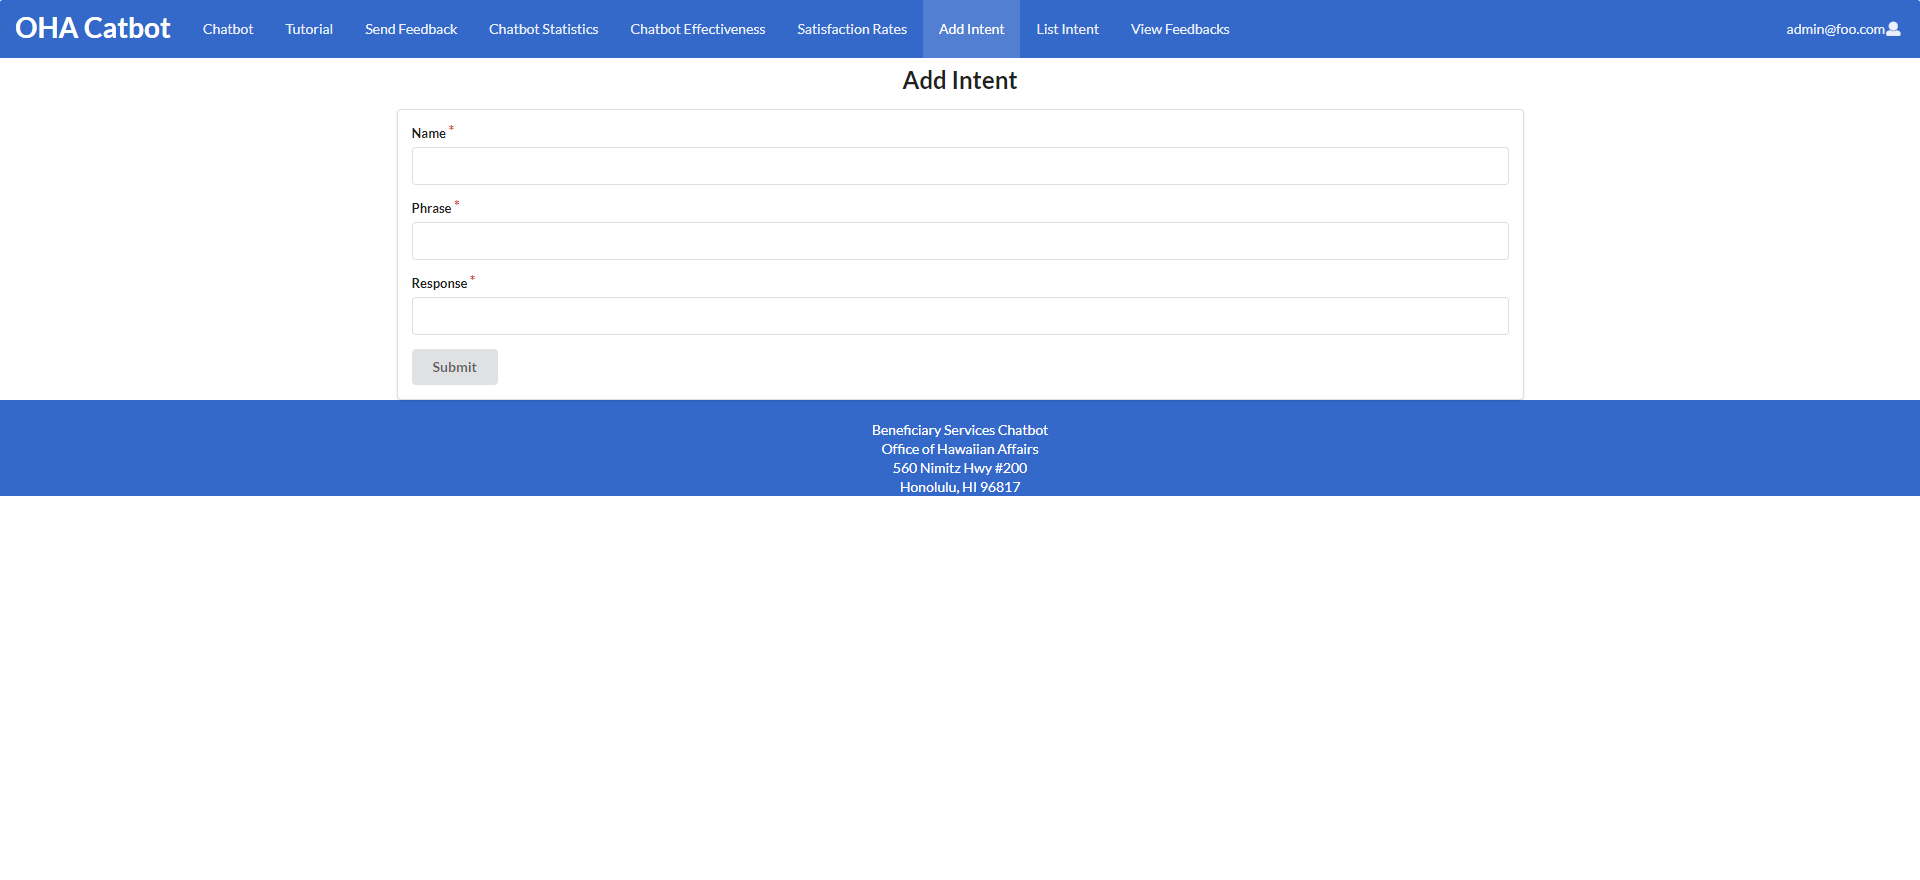 OHA Catbot Chatbot Tutorial Send Feedback Chatbot Statistics Chatbot Effectiveness Satisfaction Rates Add Intent List Intent View Feedbacks admin@foo.com
Add Intent
Name *
Phrase *
Response *
Submit
Beneficiary Services Chatbot
Office of Hawaiian Affairs
560 Nimitz Hwy #200
Honolulu, HI 96817